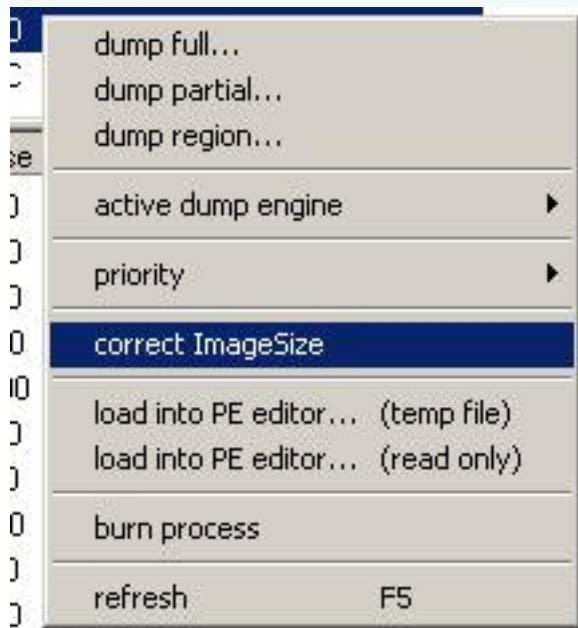 dump full...
dump partial...
dump region...
active dump engine
priority
correct ImageSize
load into PE editor... (temp file)
load into PE editor... (read only)
burn process
refresh F5